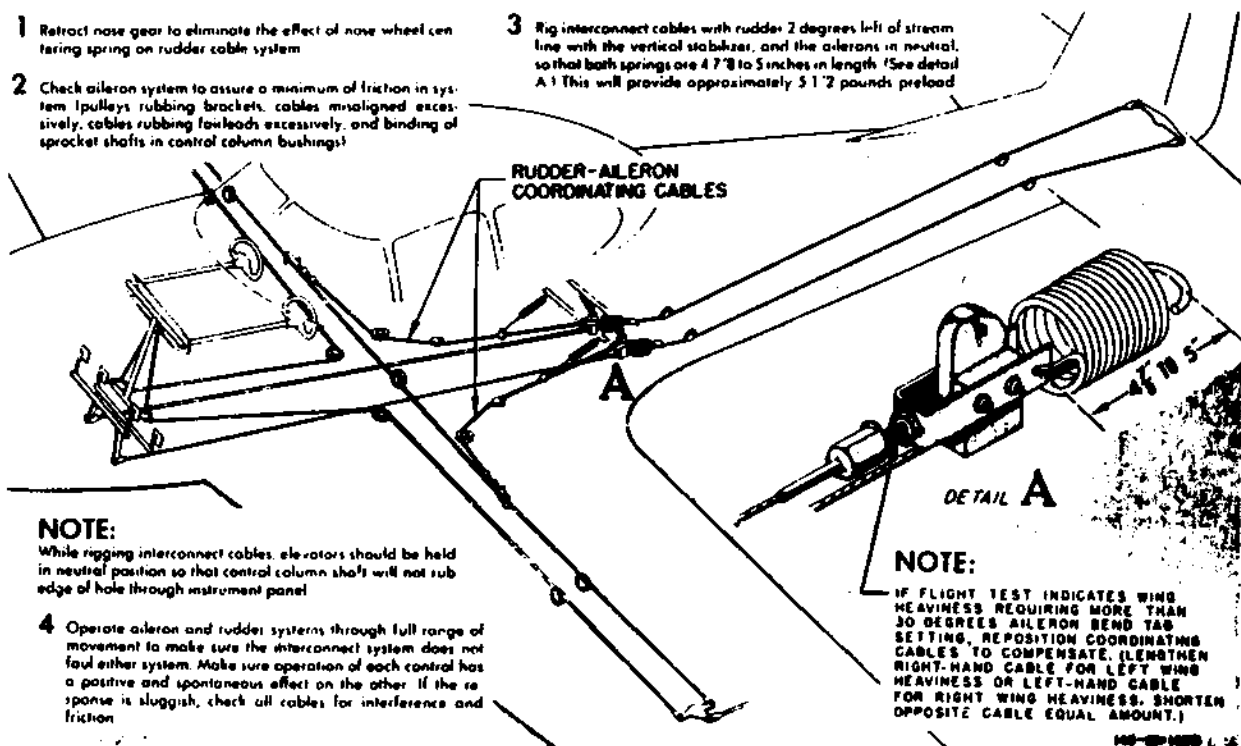 1 Retract nose gear to eliminate the effect of nose wheel cen
tering spring on rudder cable system
2 Check aileron system to assure a minimum of friction in sys-
tem (pulleys rubbing brackets, cables misaligned exces-
sively, cables rubbing fairleads excessively, and binding of
sprocket shafts in control column bushings)
3 Rig interconnect cables with rudder 2 degrees left of stream
line with the vertical stabilizer, and the ailerons in neutral,
so that both springs are 4 7/8 to 5 inches in length (See detail
A) This will provide approximately 5 1/2 pounds preload
RUDDER-AILERON
COORDINATING CABLES
A
4 7/8 TO 5"
DETAIL A
NOTE:
While rigging interconnect cables, elevators should be held
in neutral position so that control column shaft will not rub
edge of hole through instrument panel
4 Operate aileron and rudder systems through full range of
movement to make sure the interconnect system does not
foul either system. Make sure operation of each control has
a positive and spontaneous effect on the other. If the re
sponse is sluggish, check all cables for interference and
friction
NOTE:
IF FLIGHT TEST INDICATES WING
HEAVINESS REQUIRING MORE THAN
30 DEGREES AILERON BEND TAB
SETTING, REPOSITION COORDINATING
CABLES TO COMPENSATE. (LENGTHEN
RIGHT-HAND CABLE FOR LEFT WING
HEAVINESS OR LEFT-HAND CABLE
FOR RIGHT WING HEAVINESS. SHORTEN
OPPOSITE CABLE EQUAL AMOUNT.)